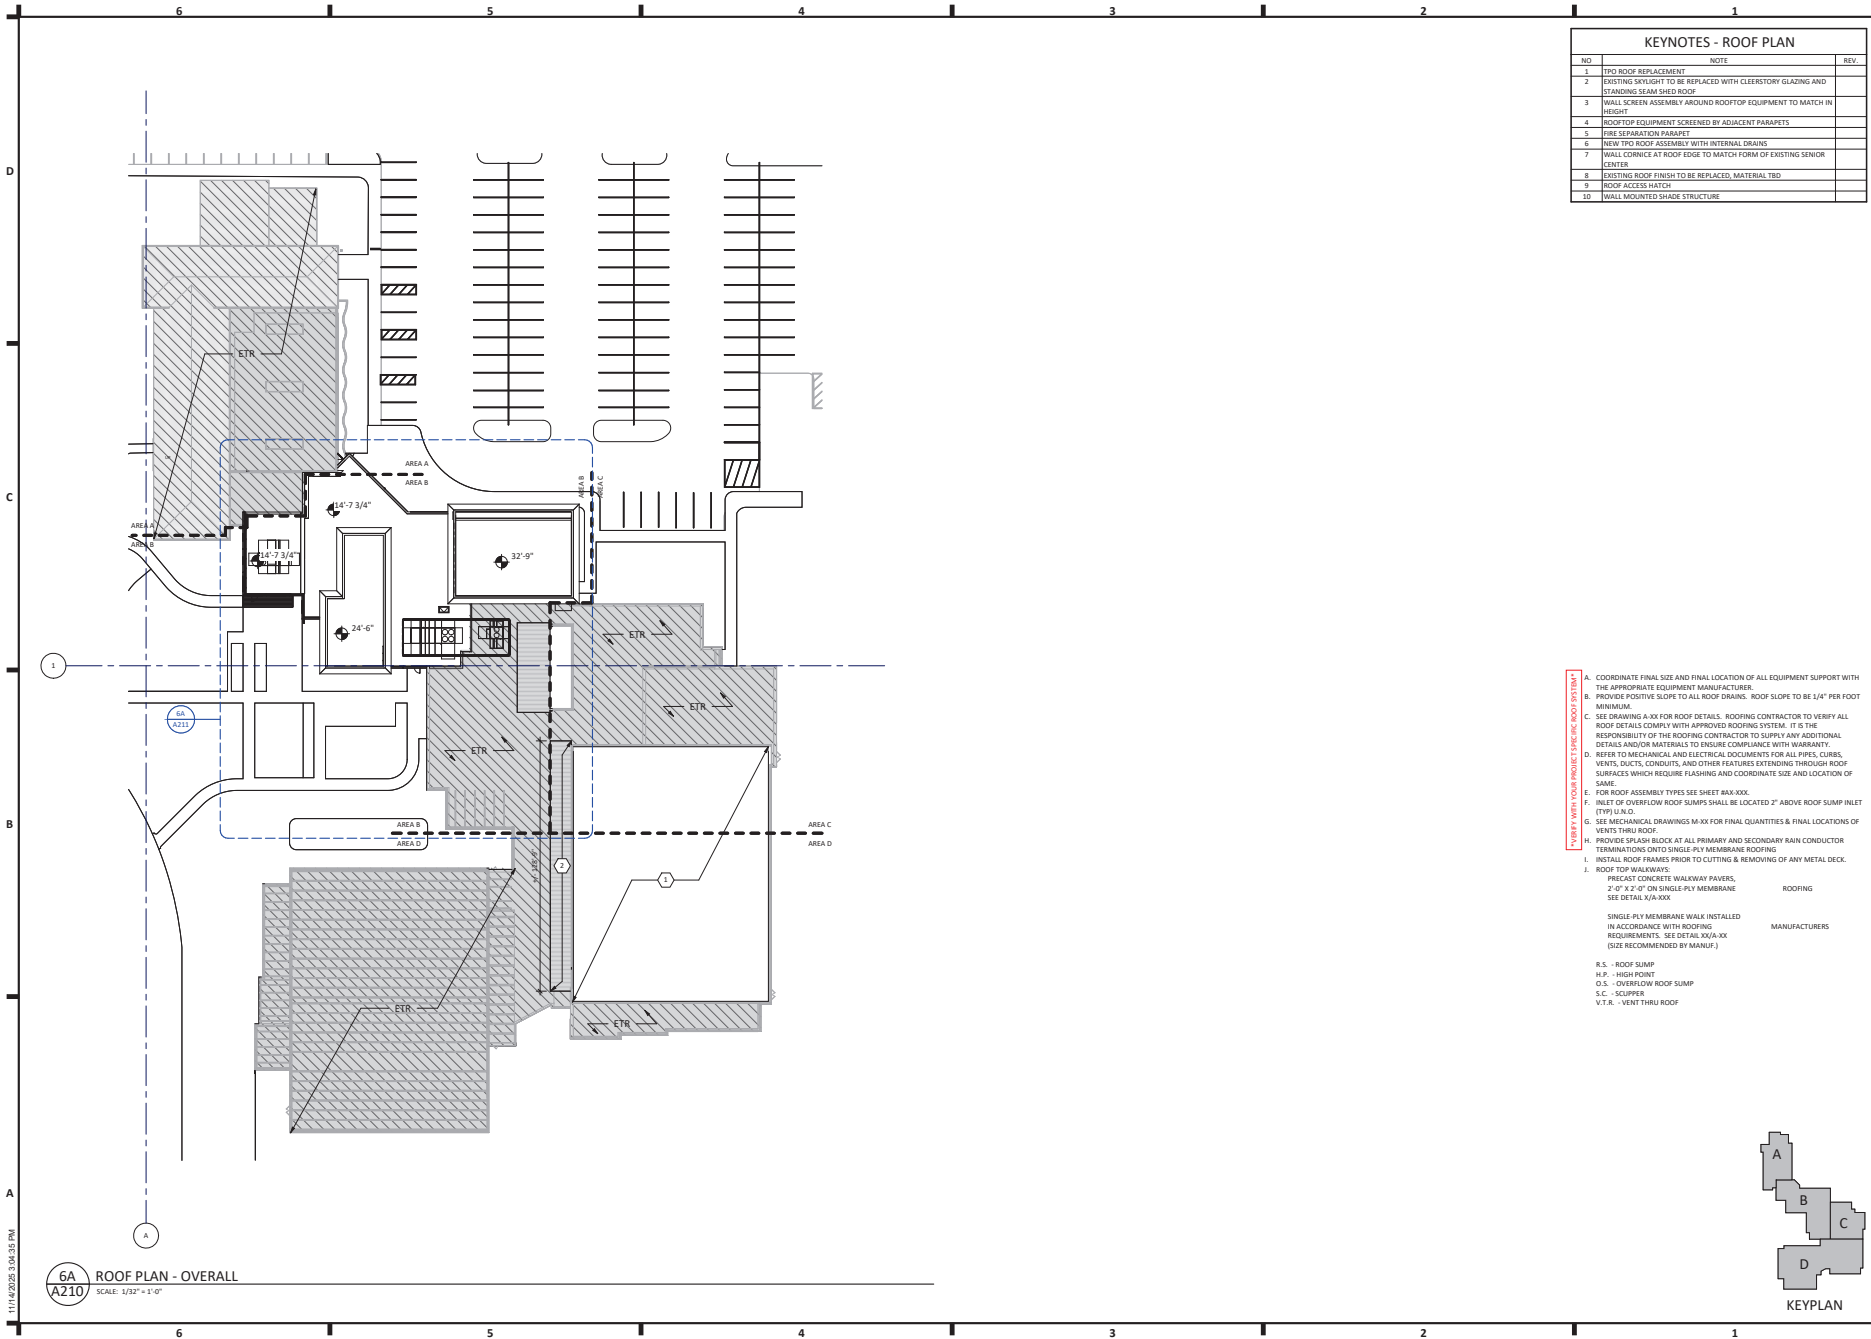 6 5 4 3 2 1
KEYNOTES - ROOF PLAN
NO NOTE REV.
1 TPO ROOF REPLACEMENT
2 EXISTING SKYLIGHT TO BE REPLACED WITH CLEERSTORY GLAZING AND
STANDING SEAM SHED ROOF
3 WALL SCREEN ASSEMBLY AROUND ROOFTOP EQUIPMENT TO MATCH IN
HEIGHT
4 ROOFTOP EQUIPMENT SCREENED BY ADJACENT PARAPETS
5 FIRE SEPARATION PARAPET
6 NEW TPO ROOF ASSEMBLY WITH INTERNAL DRAINS
7 WALL CORNICE AT ROOF EDGE TO MATCH FORM OF EXISTING SENIOR
CENTER
8 EXISTING ROOF FINISH TO BE REPLACED, MATERIAL TBD
9 ROOF ACCESS HATCH
10 WALL MOUNTED SHADE STRUCTURE
D
C
B
A
ETR
AREA A
AREA B
AREA B
AREA C
14'-7 3/4"
AREA A
AREA B
14'-7 3/4"
32'-9"
24'-6"
ETR
1
ETR
6A
A211
ETR
AREA B
AREA D
AREA C
AREA D
2
1
ETR
ETR
A
*VERIFY WITH YOUR PROJECT SPECIFIC ROOF SYSTEM*
A. COORDINATE FINAL SIZE AND FINAL LOCATION OF ALL EQUIPMENT SUPPORT WITH
THE APPROPRIATE EQUIPMENT MANUFACTURER.
B. PROVIDE POSITIVE SLOPE TO ALL ROOF DRAINS. ROOF SLOPE TO BE 1/4" PER FOOT
MINIMUM.
C. SEE DRAWING A-XX FOR ROOF DETAILS. ROOFING CONTRACTOR TO VERIFY ALL
ROOF DETAILS COMPLY WITH APPROVED ROOFING SYSTEM. IT IS THE
RESPONSIBILITY OF THE ROOFING CONTRACTOR TO SUPPLY ANY ADDITIONAL
DETAILS AND/OR MATERIALS TO ENSURE COMPLIANCE WITH WARRANTY.
D. REFER TO MECHANICAL AND ELECTRICAL DOCUMENTS FOR ALL PIPES, CURBS,
VENTS, DUCTS, CONDUITS, AND OTHER FEATURES EXTENDING THROUGH ROOF
SURFACES WHICH REQUIRE FLASHING AND COORDINATE SIZE AND LOCATION OF
SAME.
E. FOR ROOF ASSEMBLY TYPES SEE SHEET #AX-XXX.
F. INLET OF OVERFLOW ROOF SUMPS SHALL BE LOCATED 2" ABOVE ROOF SUMP INLET
(TYP) U.N.O.
G. SEE MECHANICAL DRAWINGS M-XX FOR FINAL QUANTITIES & FINAL LOCATIONS OF
VENTS THRU ROOF.
H. PROVIDE SPLASH BLOCK AT ALL PRIMARY AND SECONDARY RAIN CONDUCTOR
TERMINATIONS ONTO SINGLE-PLY MEMBRANE ROOFING
I. INSTALL ROOF FRAMES PRIOR TO CUTTING & REMOVING OF ANY METAL DECK.
J. ROOF TOP WALKWAYS:
PRECAST CONCRETE WALKWAY PAVERS,
2'-0" X 2'-0" ON SINGLE-PLY MEMBRANE ROOFING
SEE DETAIL X/A-XXX
SINGLE-PLY MEMBRANE WALK INSTALLED
IN ACCORDANCE WITH ROOFING MANUFACTURERS
REQUIREMENTS. SEE DETAIL XX/A-XX
(SIZE RECOMMENDED BY MANUF.)
R.S. - ROOF SUMP
H.P. - HIGH POINT
O.S. - OVERFLOW ROOF SUMP
S.C. - SCUPPER
V.T.R. - VENT THRU ROOF
A
B
C
D
KEYPLAN
6A
A210
ROOF PLAN - OVERALL
SCALE: 1/32" = 1'-0"
11/14/2025 3:04:35 PM
6 5 4 3 2 1